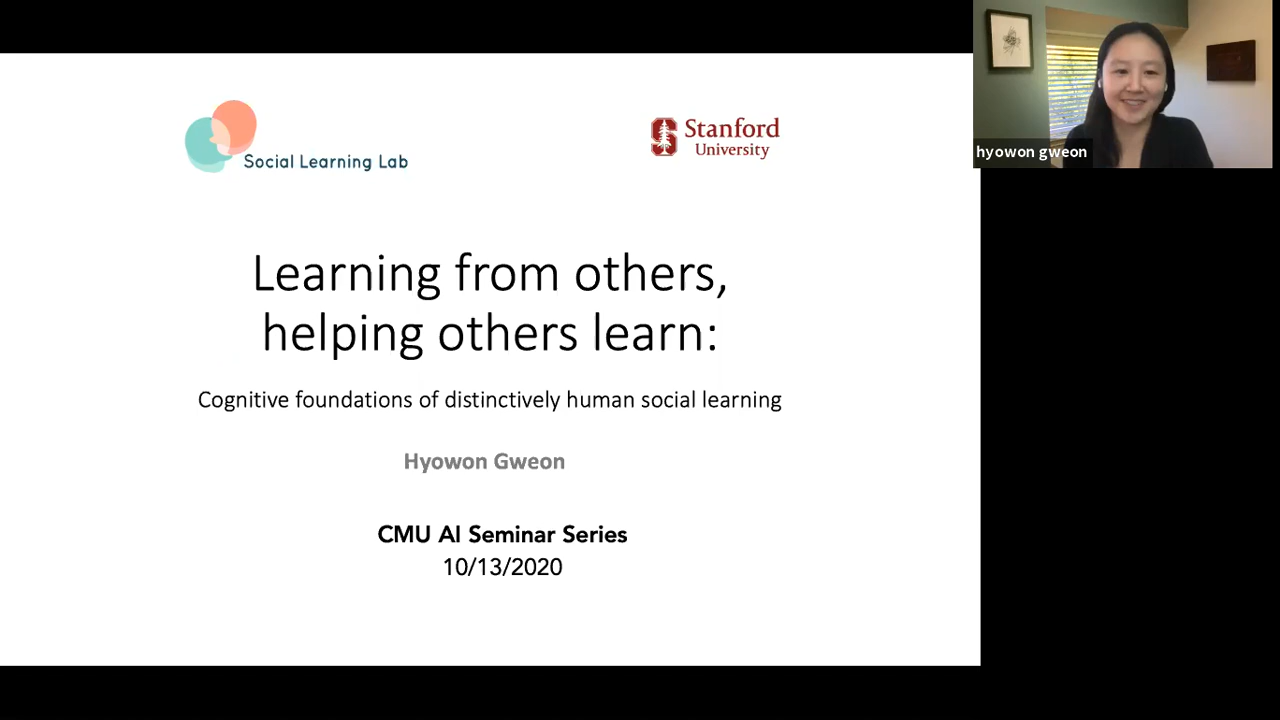 Social Learning Lab
Stanford
University
hyowon gweon
Learning from others,
helping others learn:
Cognitive foundations of distinctively human social learning
Hyowon Gweon
CMU AI Seminar Series
10/13/2020